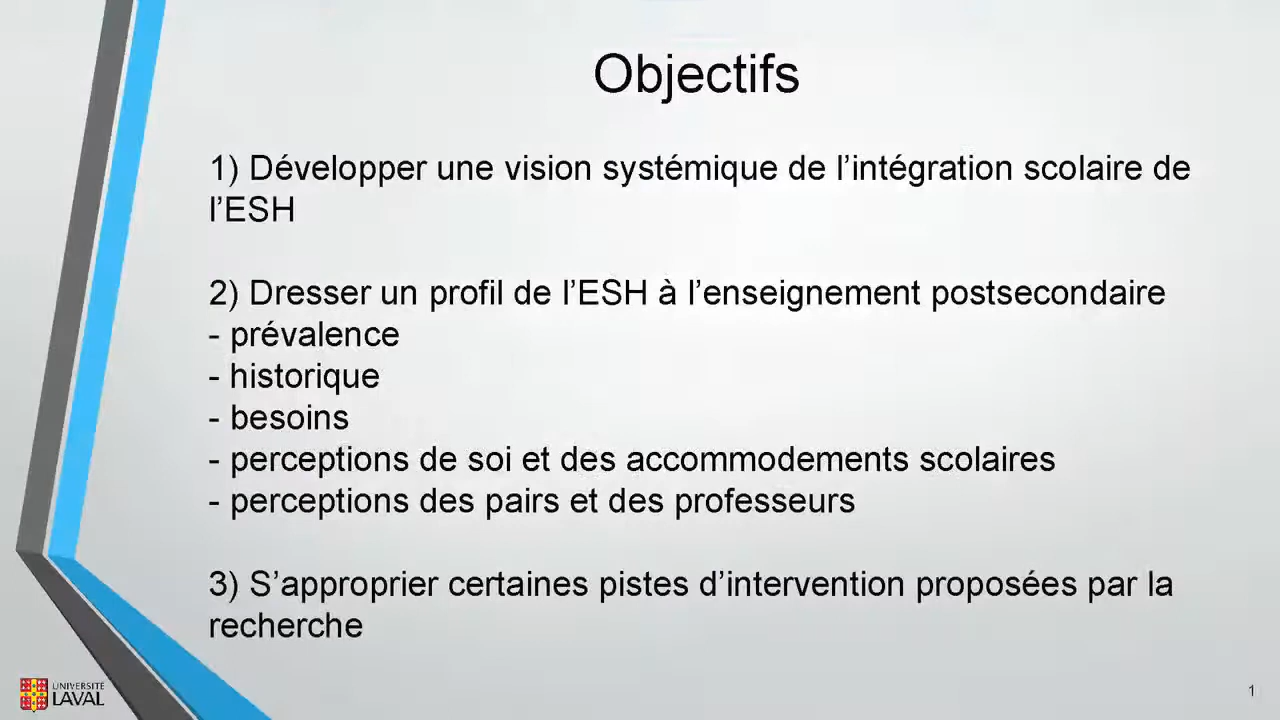 Objectifs
1) Développer une vision systémique de l’intégration scolaire de
l’ESH
2) Dresser un profil de l’ESH à l’enseignement postsecondaire
- prévalence
- historique
- besoins
- perceptions de soi et des accommodements scolaires
- perceptions des pairs et des professeurs
3) S’approprier certaines pistes d’intervention proposées par la
recherche
UNIVERSITÉ
LAVAL
1